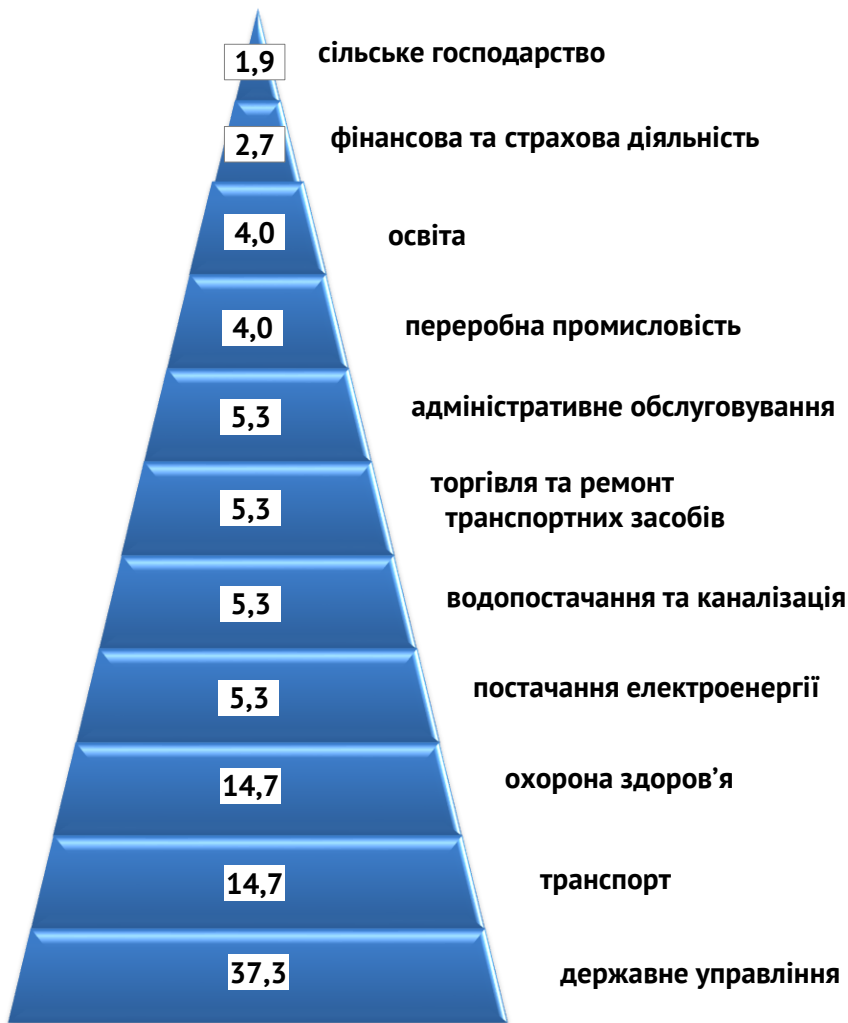 1,9 сільське господарство
2,7 фінансова та страхова діяльність
4,0 освіта
4,0 переробна промисловість
5,3 адміністративне обслуговування
5,3 торгівля та ремонт
транспортних засобів
5,3 водопостачання та каналізація
5,3 постачання електроенергії
14,7 охорона здоров’я
14,7 транспорт
37,3 державне управління